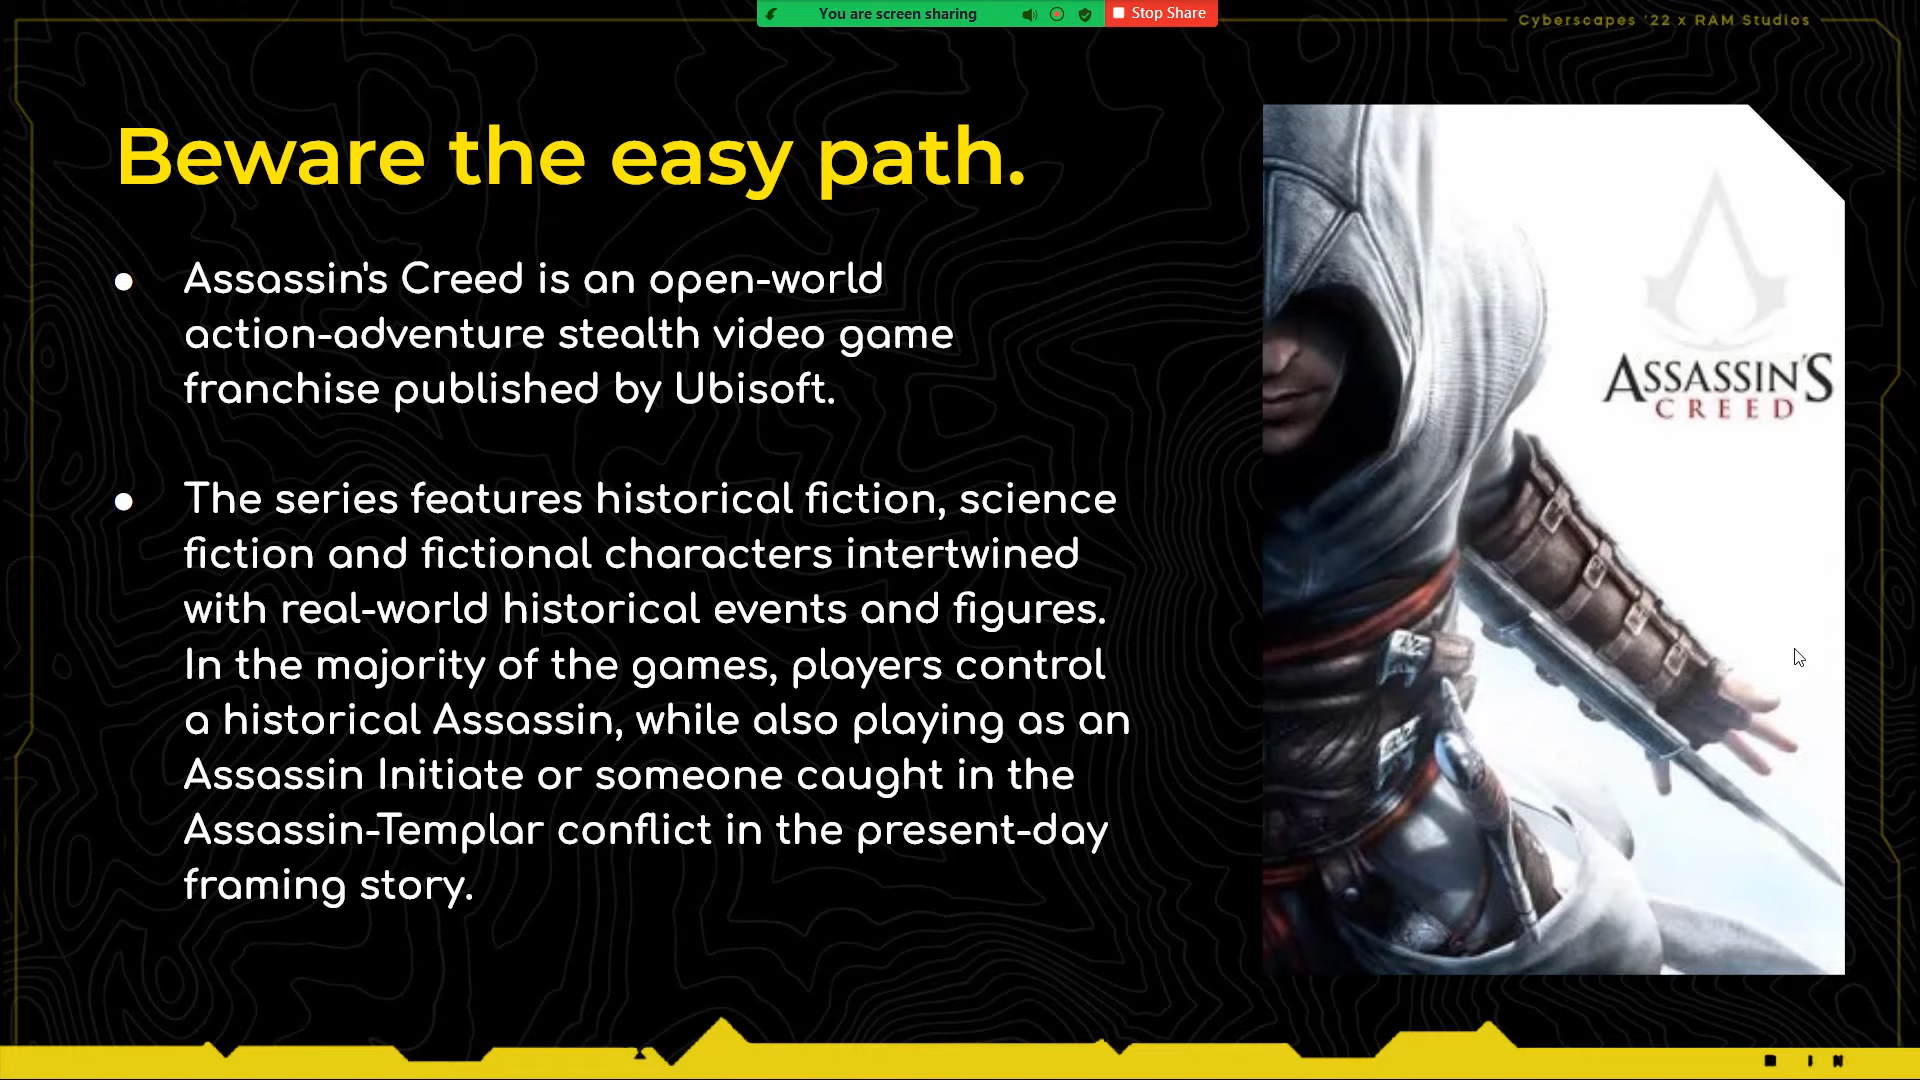 You are screen sharing
Stop Share
Cyberscapes '22 x RAM Studios
Beware the easy path.
● Assassin's Creed is an open-world
action-adventure stealth video game
franchise published by Ubisoft.
● The series features historical fiction, science
fiction and fictional characters intertwined
with real-world historical events and figures.
In the majority of the games, players control
a historical Assassin, while also playing as an
Assassin Initiate or someone caught in the
Assassin-Templar conflict in the present-day
framing story.
ASSASSIN'S
CREED